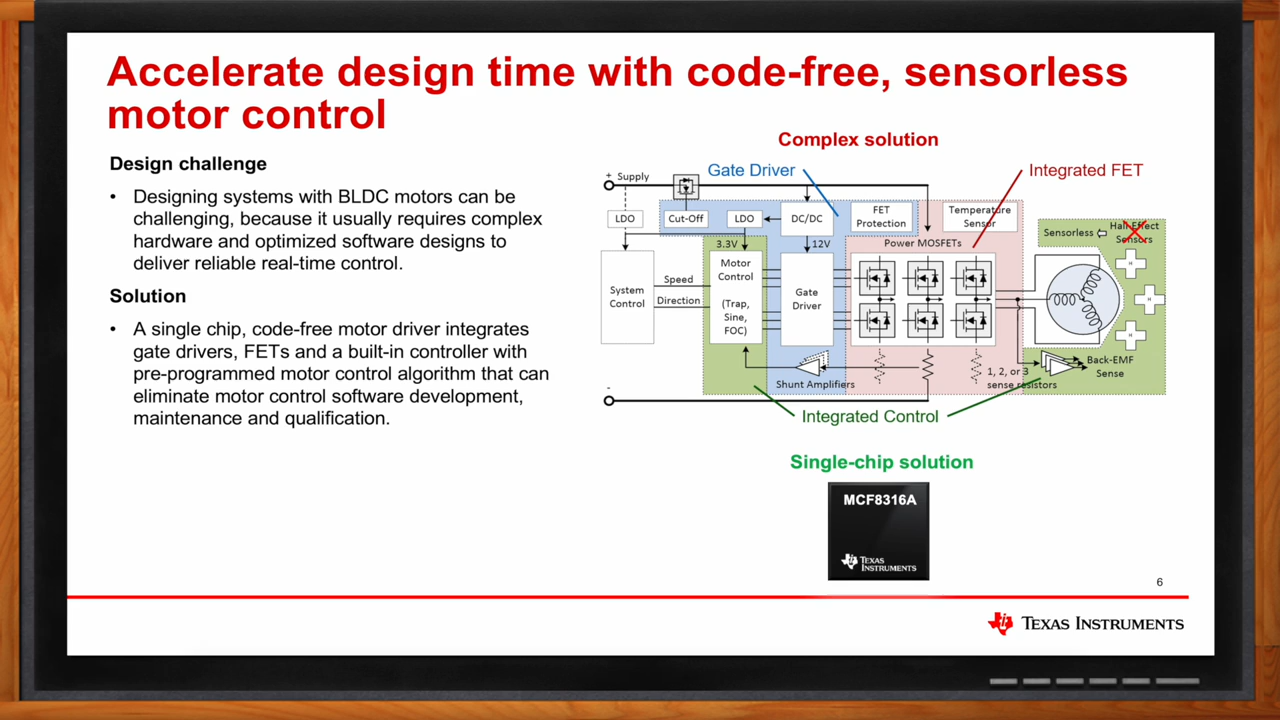 Accelerate design time with code-free, sensorless
motor control
Design challenge
• Designing systems with BLDC motors can be
challenging, because it usually requires complex
hardware and optimized software designs to
deliver reliable real-time control.
Solution
• A single chip, code-free motor driver integrates
gate drivers, FETs and a built-in controller with
pre-programmed motor control algorithm that can
eliminate motor control software development,
maintenance and qualification.
Complex solution
Gate Driver
Integrated FET
+ Supply
LDO
Cut-Off
LDO
DC/DC
FET
Protection
Temperature
Sensor
Sensorless
Hall-Effect
Sensors
3.3V
12V
Power MOSFETs
System
Control
Speed
Direction
Motor
Control
(Trap,
Sine,
FOC)
Gate
Driver
H
H
H
Shunt Amplifiers
1, 2, or 3
sense resistors
Back-EMF
Sense
-
Integrated Control
Single-chip solution
MCF8316A
TEXAS
INSTRUMENTS
6
TEXAS INSTRUMENTS